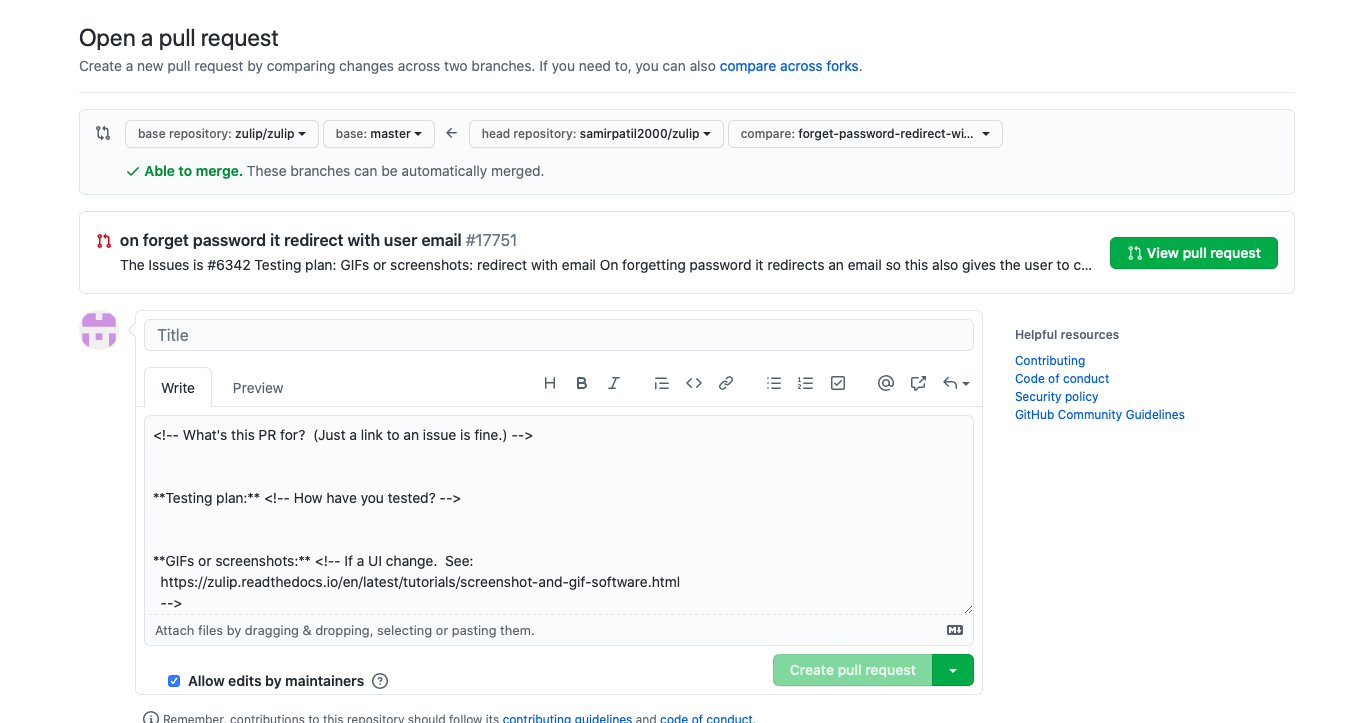 Open a pull request
Create a new pull request by comparing changes across two branches. If you need to, you can also compare across forks.
base repository: zulip/zulip base: master head repository: samirpatil2000/zulip compare: forget-password-redirect-wi...
Able to merge. These branches can be automatically merged.
on forget password it redirect with user email #17751
The Issues is #6342 Testing plan: GIFs or screenshots: redirect with email On forgetting password it redirects an email so this also gives the user to c...
View pull request
Title
Write Preview
<!-- What's this PR for?  (Just a link to an issue is fine.) -->
**Testing plan:** <!-- How have you tested? -->
**GIFs or screenshots:** <!-- If a UI change.  See:
https://zulip.readthedocs.io/en/latest/tutorials/screenshot-and-gif-software.html
-->
Attach files by dragging & dropping, selecting or pasting them.
Create pull request
Allow edits by maintainers
Remember, contributions to this repository should follow its contributing guidelines and code of conduct.
Helpful resources
Contributing
Code of conduct
Security policy
GitHub Community Guidelines